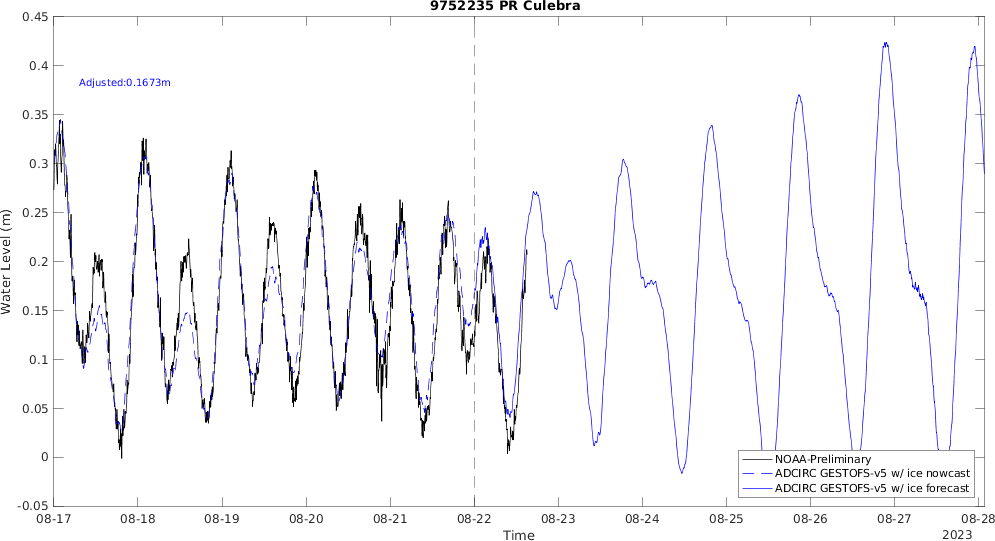 9752235 PR Culebra
0.45
0.4
0.35
0.3
0.25
0.2
0.15
0.1
0.05
0
-0.05
Water Level (m)
Adjusted:0.1673m
NOAA-Preliminary
ADCIRC GESTOFS-v5 w/ ice nowcast
ADCIRC GESTOFS-v5 w/ ice forecast
08-17 08-18 08-19 08-20 08-21 08-22 08-23 08-24 08-25 08-26 08-27 08-28
Time
2023